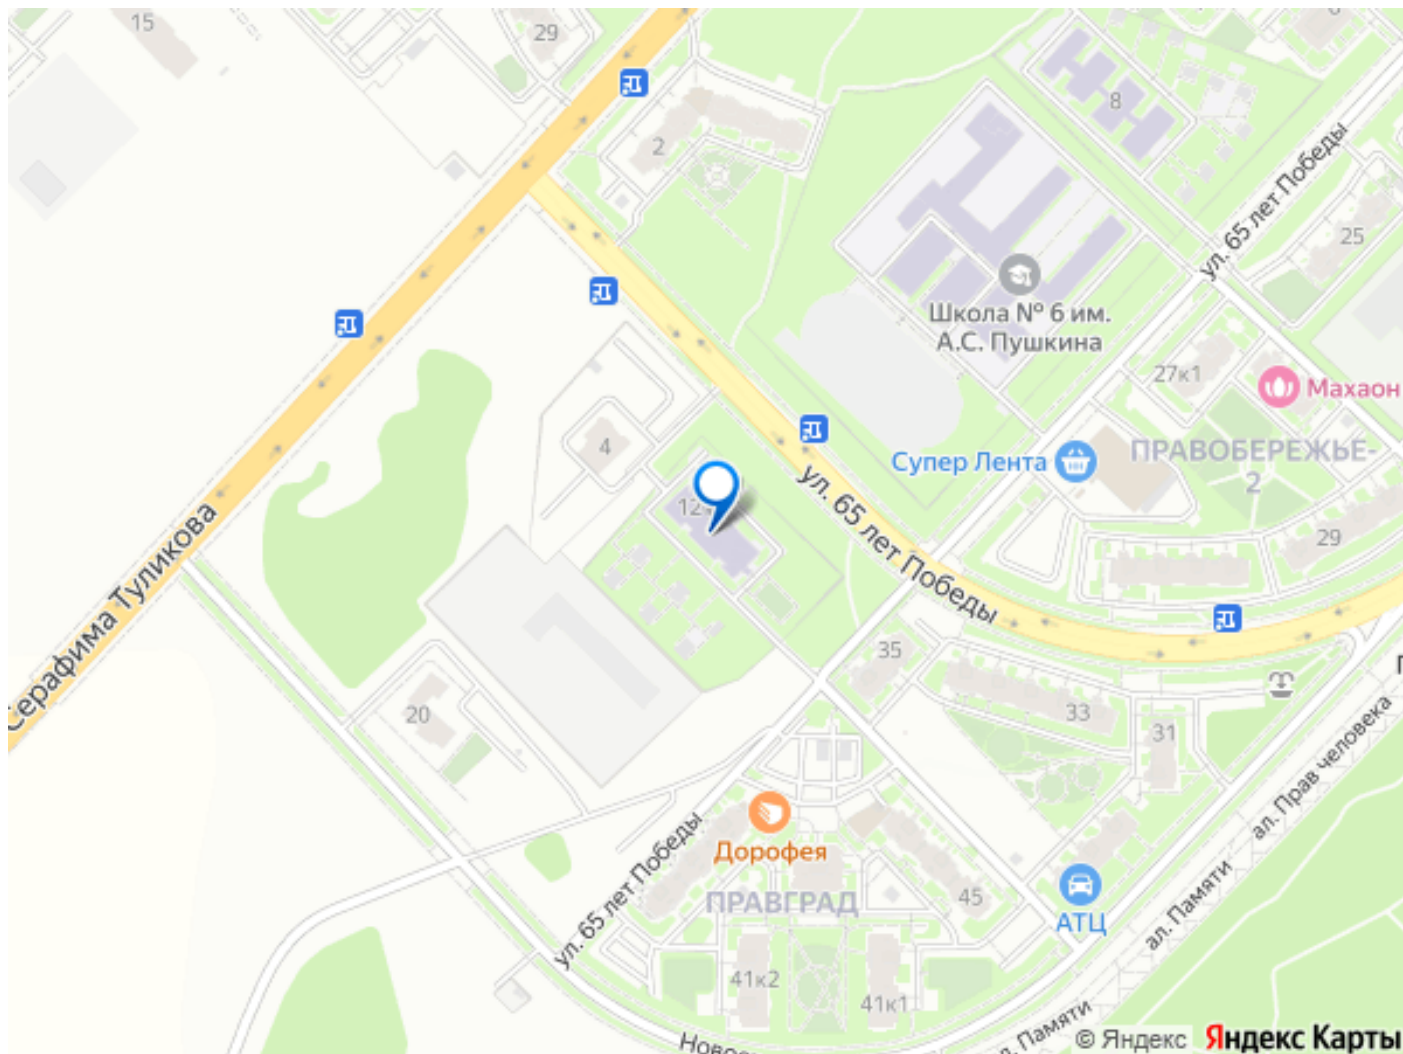 15
29
2
8
ул. 65 лет Победы
25
Школа № 6 им.
А.С. Пушкина
27к1
Махаон
4
Супер Лента
ПРАВОБЕРЕЖЬЕ-
2
ул. 65 лет Победы
29
Серафима Туликова
35
33
31
20
ал. Прав человека
Дорофея
ул. 65 лет Победы
ПРАВГРАД
45
АТЦ
ал. Памяти
41к2
41к1
ал. Памяти
© Яндекс Яндекс Карты